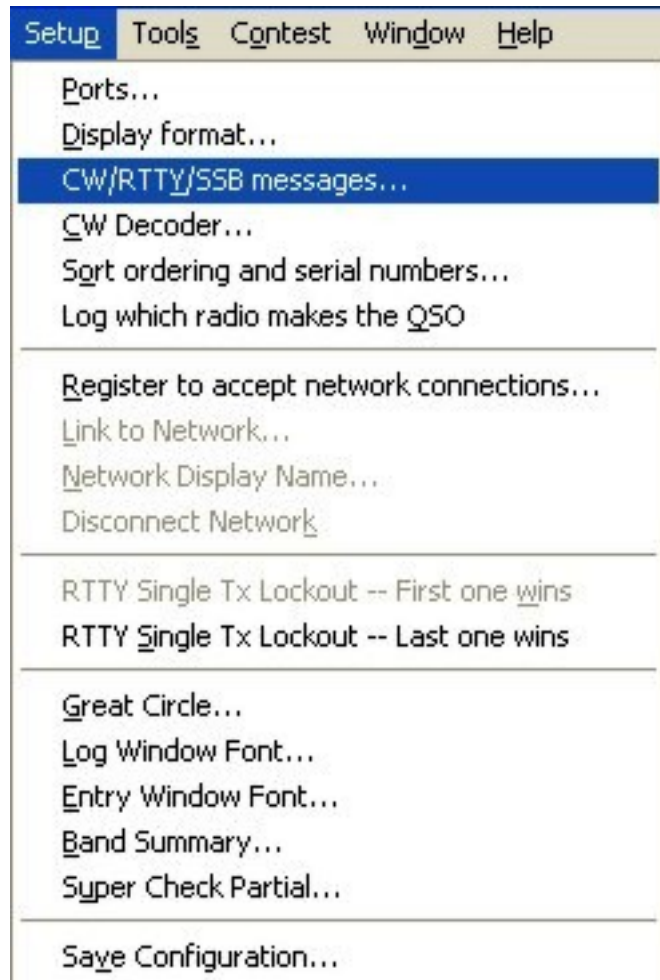 Setup Tools Contest Window Help
Ports...
Display format...
CW/RTTY/SSB messages...
CW Decoder...
Sort ordering and serial numbers...
Log which radio makes the QSO
Register to accept network connections...
Link to Network...
Network Display Name...
Disconnect Network
RTTY Single Tx Lockout -- First one wins
RTTY Single Tx Lockout -- Last one wins
Great Circle...
Log Window Font...
Entry Window Font...
Band Summary...
Super Check Partial...
Save Configuration...